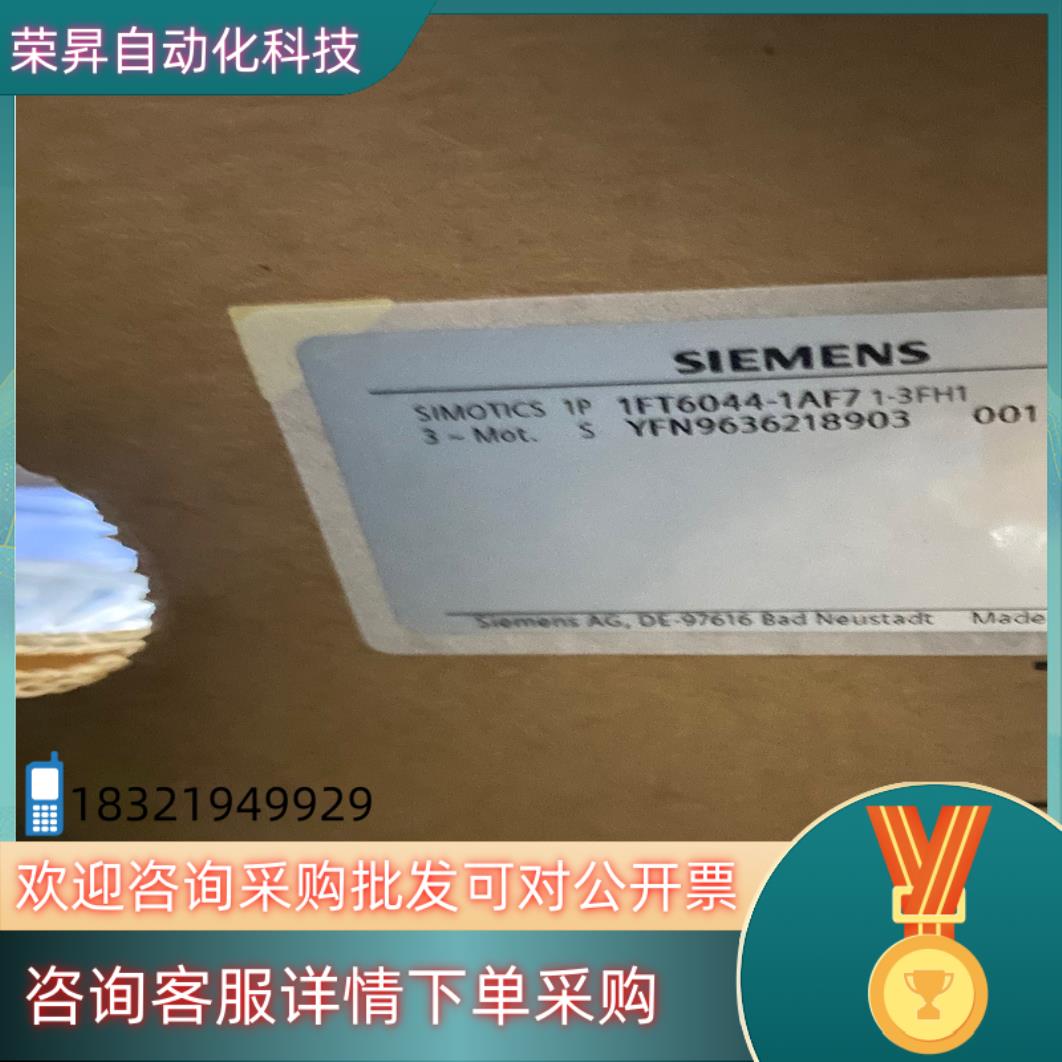 荣昇自动化科技
SIEMENS
SIMOTICS 1P 1FT6044-1AF71-3FH1
3 ~ Mot. S YFN9636218903 001
Siemens AG, DE-97616 Bad Neustadt Made
18321949929
欢迎咨询采购批发可对公开票
咨询客服详情下单采购